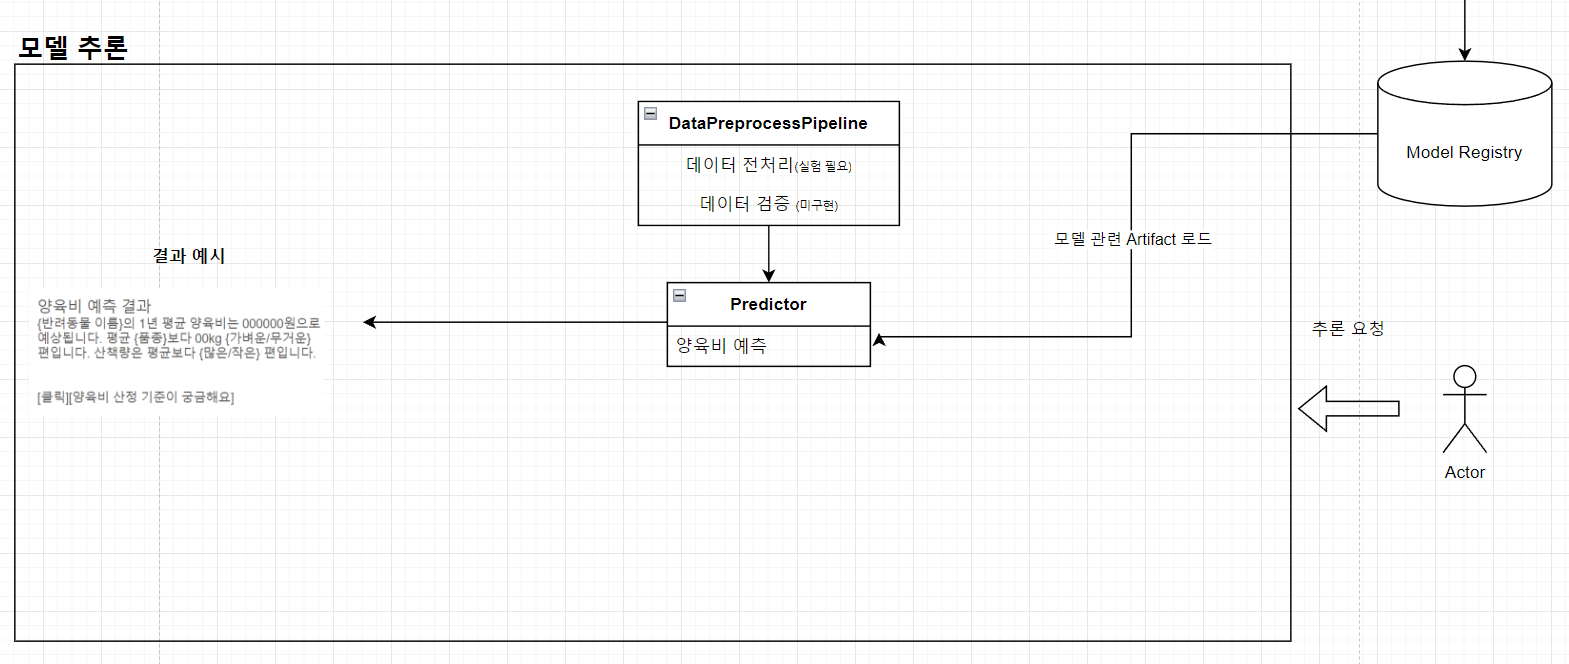 모델 추론
DataPreprocessPipeline
데이터 전처리(실험 필요)
데이터 검증 (미구현)
Model Registry
모델 관련 Artifact 로드
결과 예시
양육비 예측 결과
{반려동물 이름}의 1년 평균 양육비는 000000원으로
예상됩니다. 평균 {품종}보다 00kg {가벼운/무거운}
편입니다. 산책량은 평균보다 {많은/작은} 편입니다.
[클릭][양육비 산정 기준이 궁금해요]
Predictor
양육비 예측
추론 요청
Actor